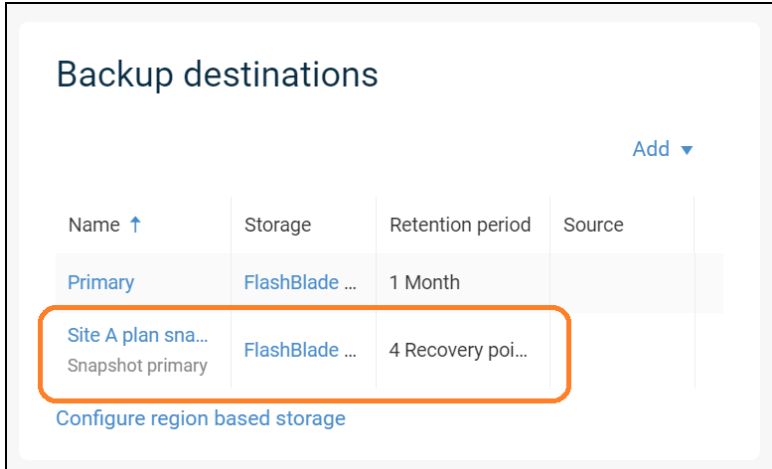 Backup destinations
Add
Name Storage Retention period Source
Primary FlashBlade ... 1 Month
Site A plan sna...
FlashBlade ... 4 Recovery poi...
Snapshot primary
Configure region based storage